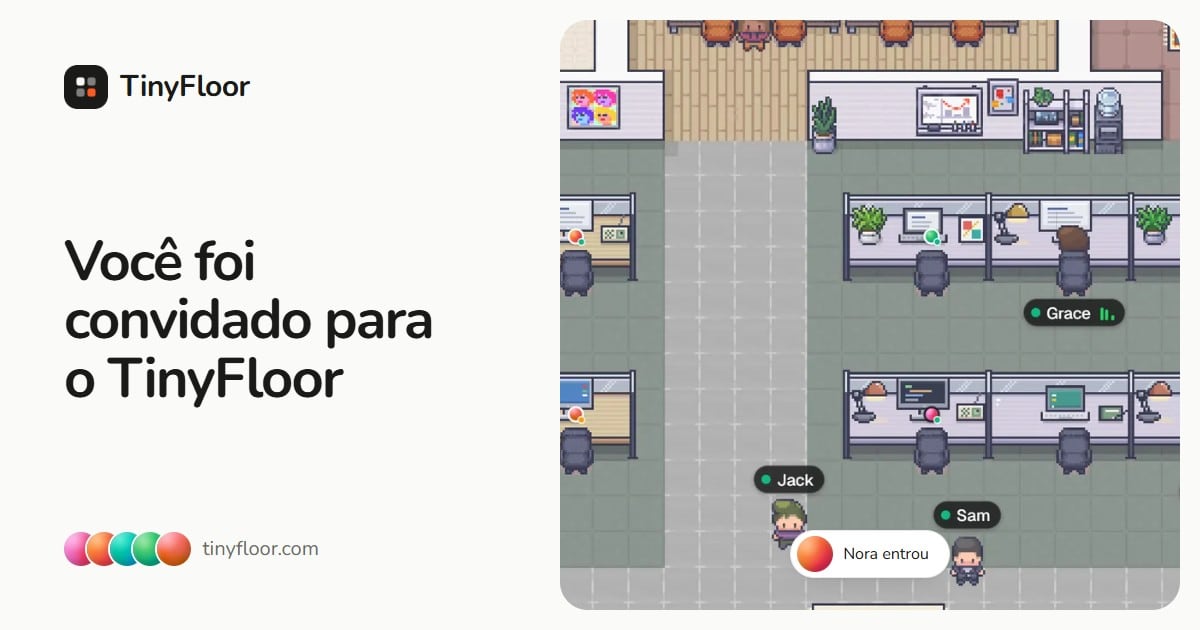 TinyFloor
Você foi
convidado para
o TinyFloor
tinyfloor.com
Grace
Jack
Sam
Nora entrou